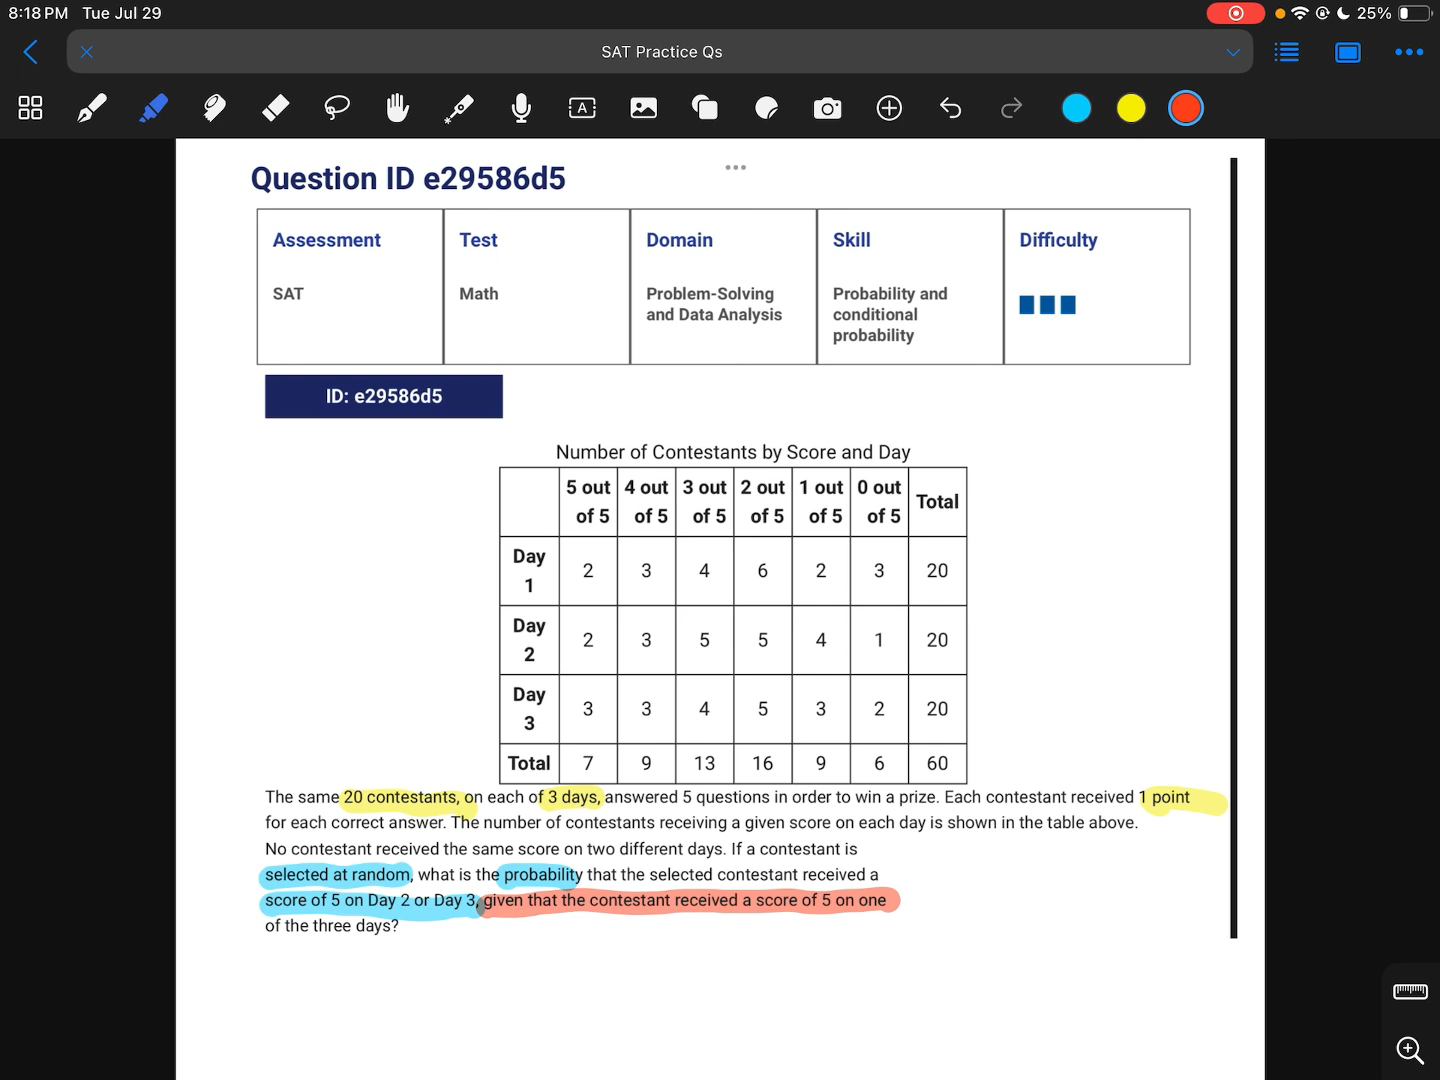 8:18 PM Tue Jul 29
25%
SAT Practice Qs
A
Question ID e29586d5
Assessment Test Domain Skill Difficulty
SAT Math Problem-Solving Probability and
and Data Analysis conditional
probability
ID: e29586d5
Number of Contestants by Score and Day
5 out 4 out 3 out 2 out 1 out 0 out Total
of 5 of 5 of 5 of 5 of 5 of 5
Day
1 2 3 4 6 2 3 20
Day
2 2 3 5 5 4 1 20
Day
3 3 3 4 5 3 2 20
Total 7 9 13 16 9 6 60
The same 20 contestants, on each of 3 days, answered 5 questions in order to win a prize. Each contestant received 1 point
for each correct answer. The number of contestants receiving a given score on each day is shown in the table above.
No contestant received the same score on two different days. If a contestant is
selected at random, what is the probability that the selected contestant received a
score of 5 on Day 2 or Day 3, given that the contestant received a score of 5 on one
of the three days?